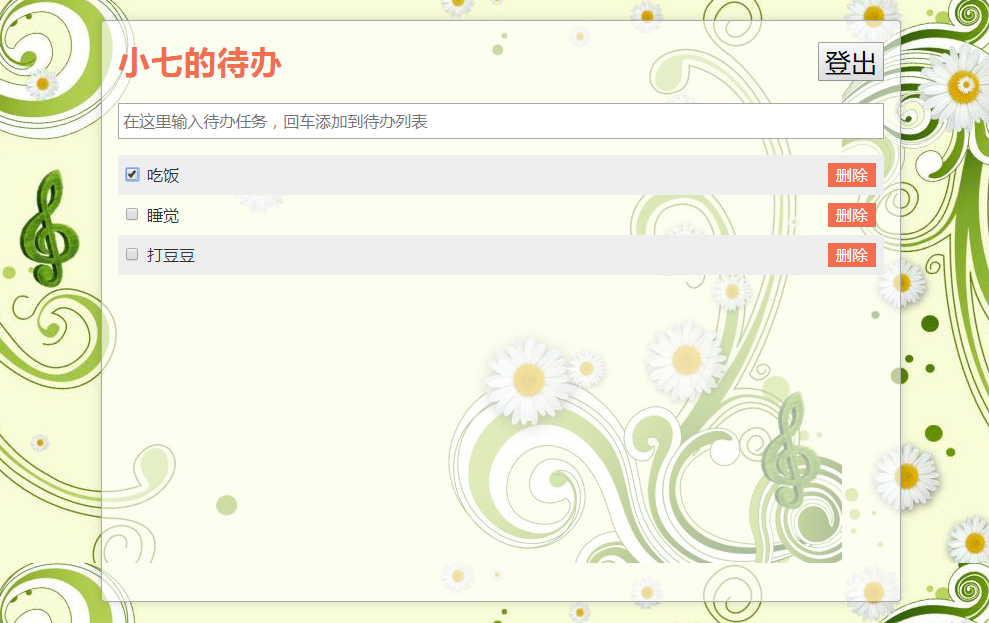 小七的待办
登出
在这里输入待办任务，回车添加到待办列表
吃饭 删除
睡觉 删除
打豆豆 删除